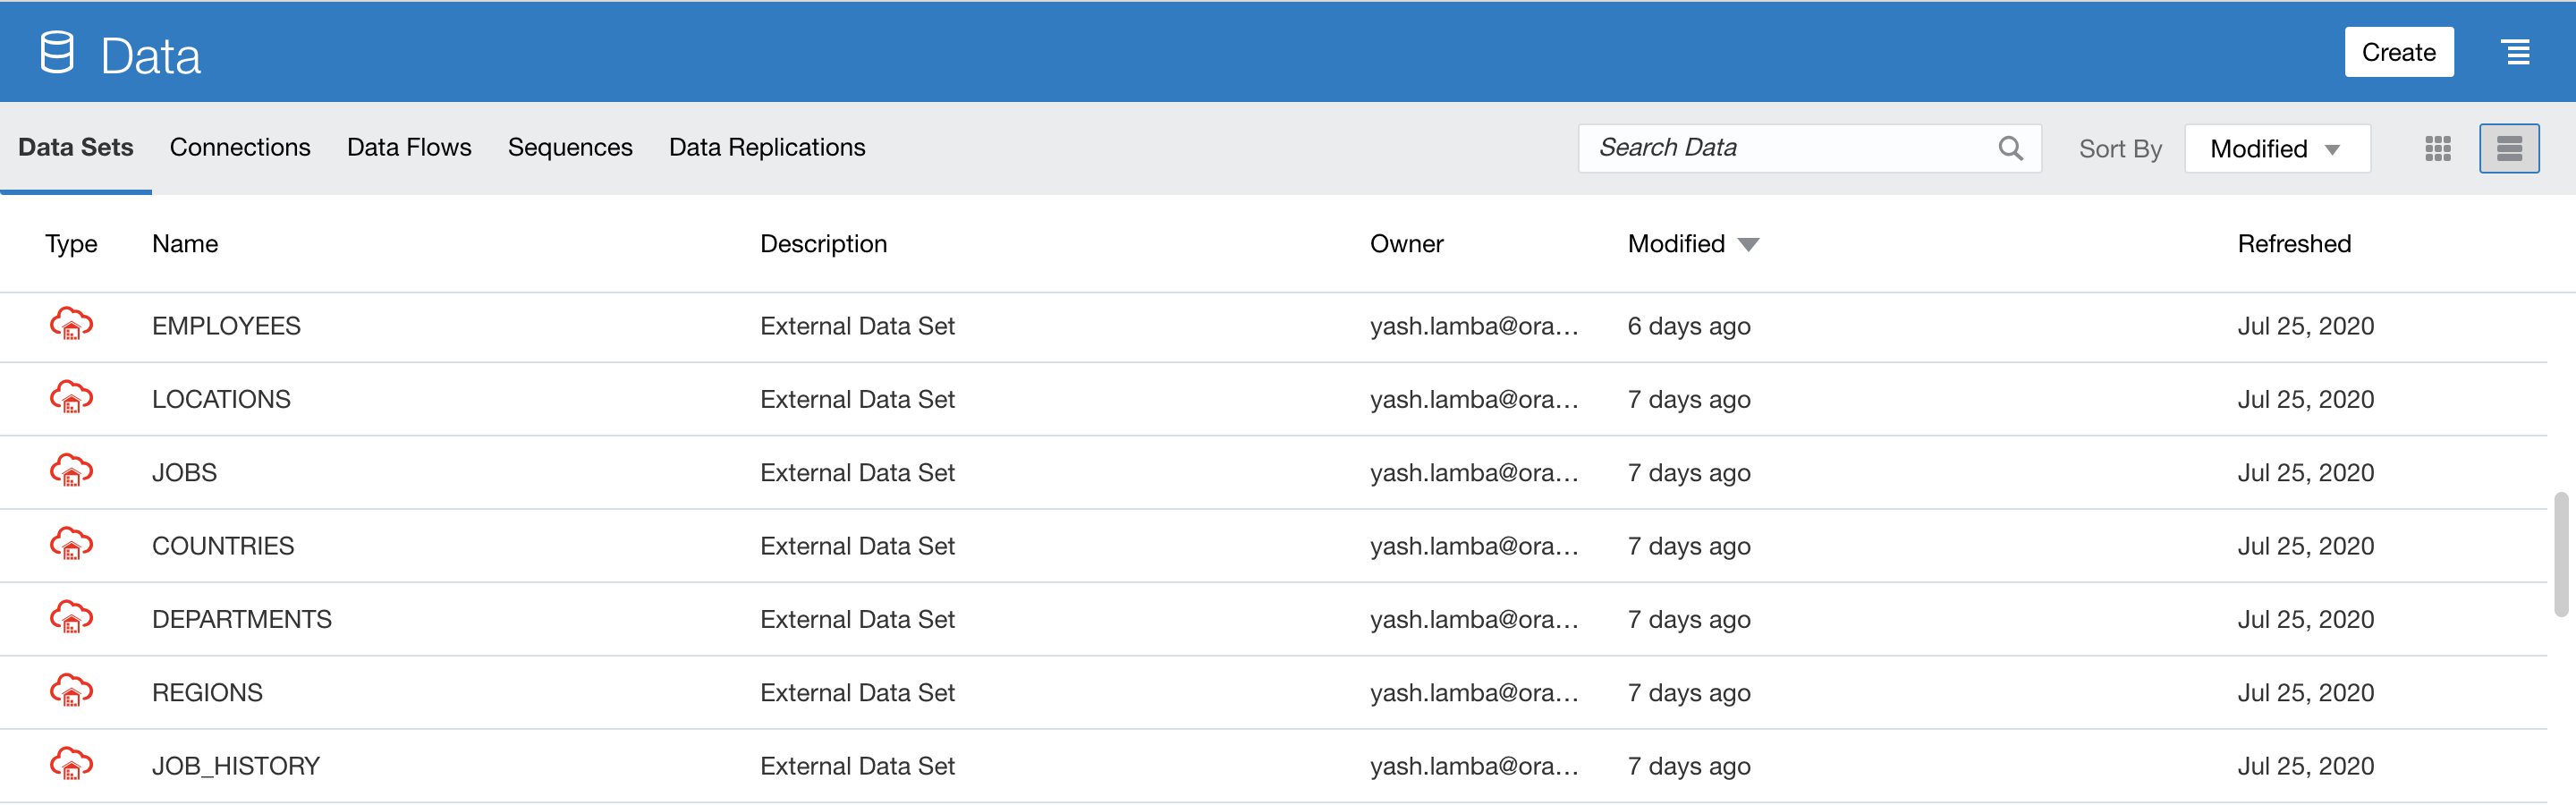 Data Create
Data Sets Connections Data Flows Sequences Data Replications Search Data Sort By Modified
Type Name Description Owner Modified Refreshed
EMPLOYEES External Data Set yash.lamba@ora... 6 days ago Jul 25, 2020
LOCATIONS External Data Set yash.lamba@ora... 7 days ago Jul 25, 2020
JOBS External Data Set yash.lamba@ora... 7 days ago Jul 25, 2020
COUNTRIES External Data Set yash.lamba@ora... 7 days ago Jul 25, 2020
DEPARTMENTS External Data Set yash.lamba@ora... 7 days ago Jul 25, 2020
REGIONS External Data Set yash.lamba@ora... 7 days ago Jul 25, 2020
JOB_HISTORY External Data Set yash.lamba@ora... 7 days ago Jul 25, 2020